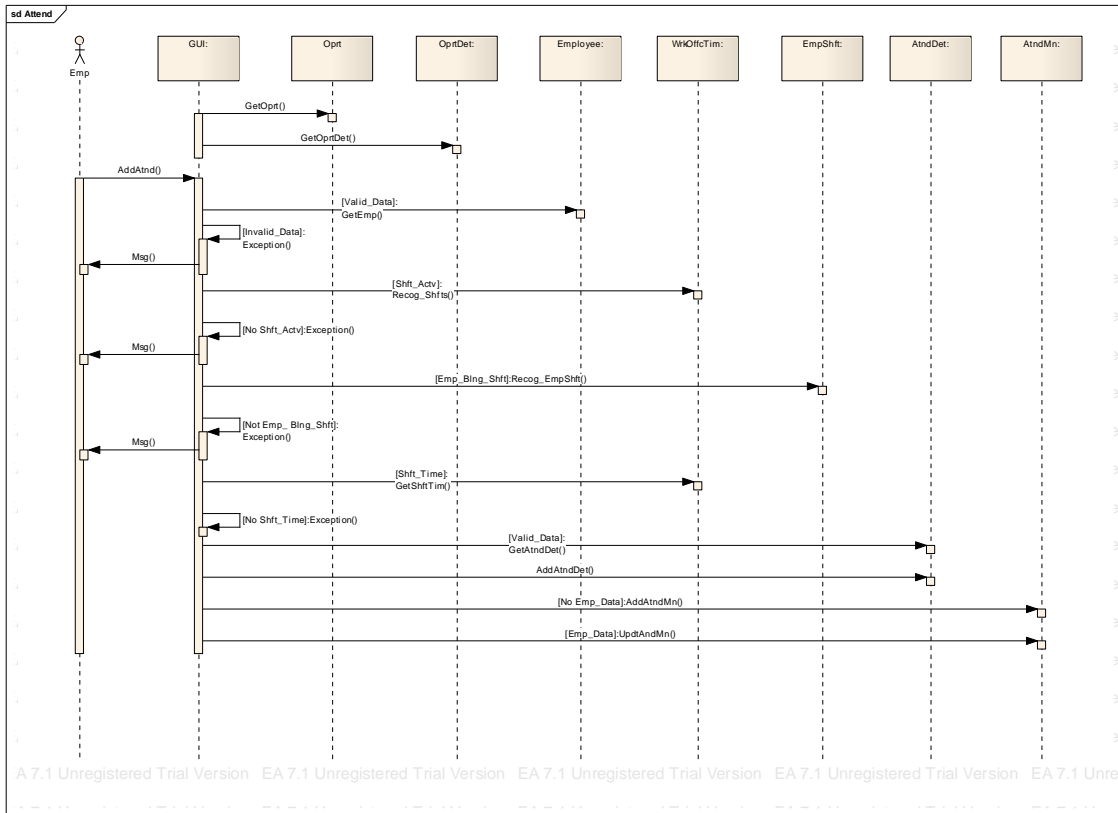 sd Attend
Emp
GUI:
Oprt
OprtDet:
Employee:
WrkOffcTim:
EmpShft:
AtndDet:
AtndMn:
GetOprt()
GetOprtDet()
AddAtnd()
[Valid_Data]:
GetEmp()
[Invalid_Data]:
Exception()
Msg()
[Shft_Actv]:
Recog_Shfts()
[No Shft_Actv]:Exception()
Msg()
[Emp_Blng_Shft]:Recog_EmpShft()
[Not Emp_ Blng_Shft]:
Exception()
Msg()
[Shft_Time]:
GetShftTim()
[No Shft_Time]:Exception()
[Valid_Data]:
GetAtndDet()
AddAtndDet()
[No Emp_Data]:AddAtndMn()
[Emp_Data]:UpdtAndMn()
A 7.1 Unregistered Trial Version EA 7.1 Unregistered Trial Version EA 7.1 Unregistered Trial Version EA 7.1 Unregistered Trial Version EA 7.1 Unre